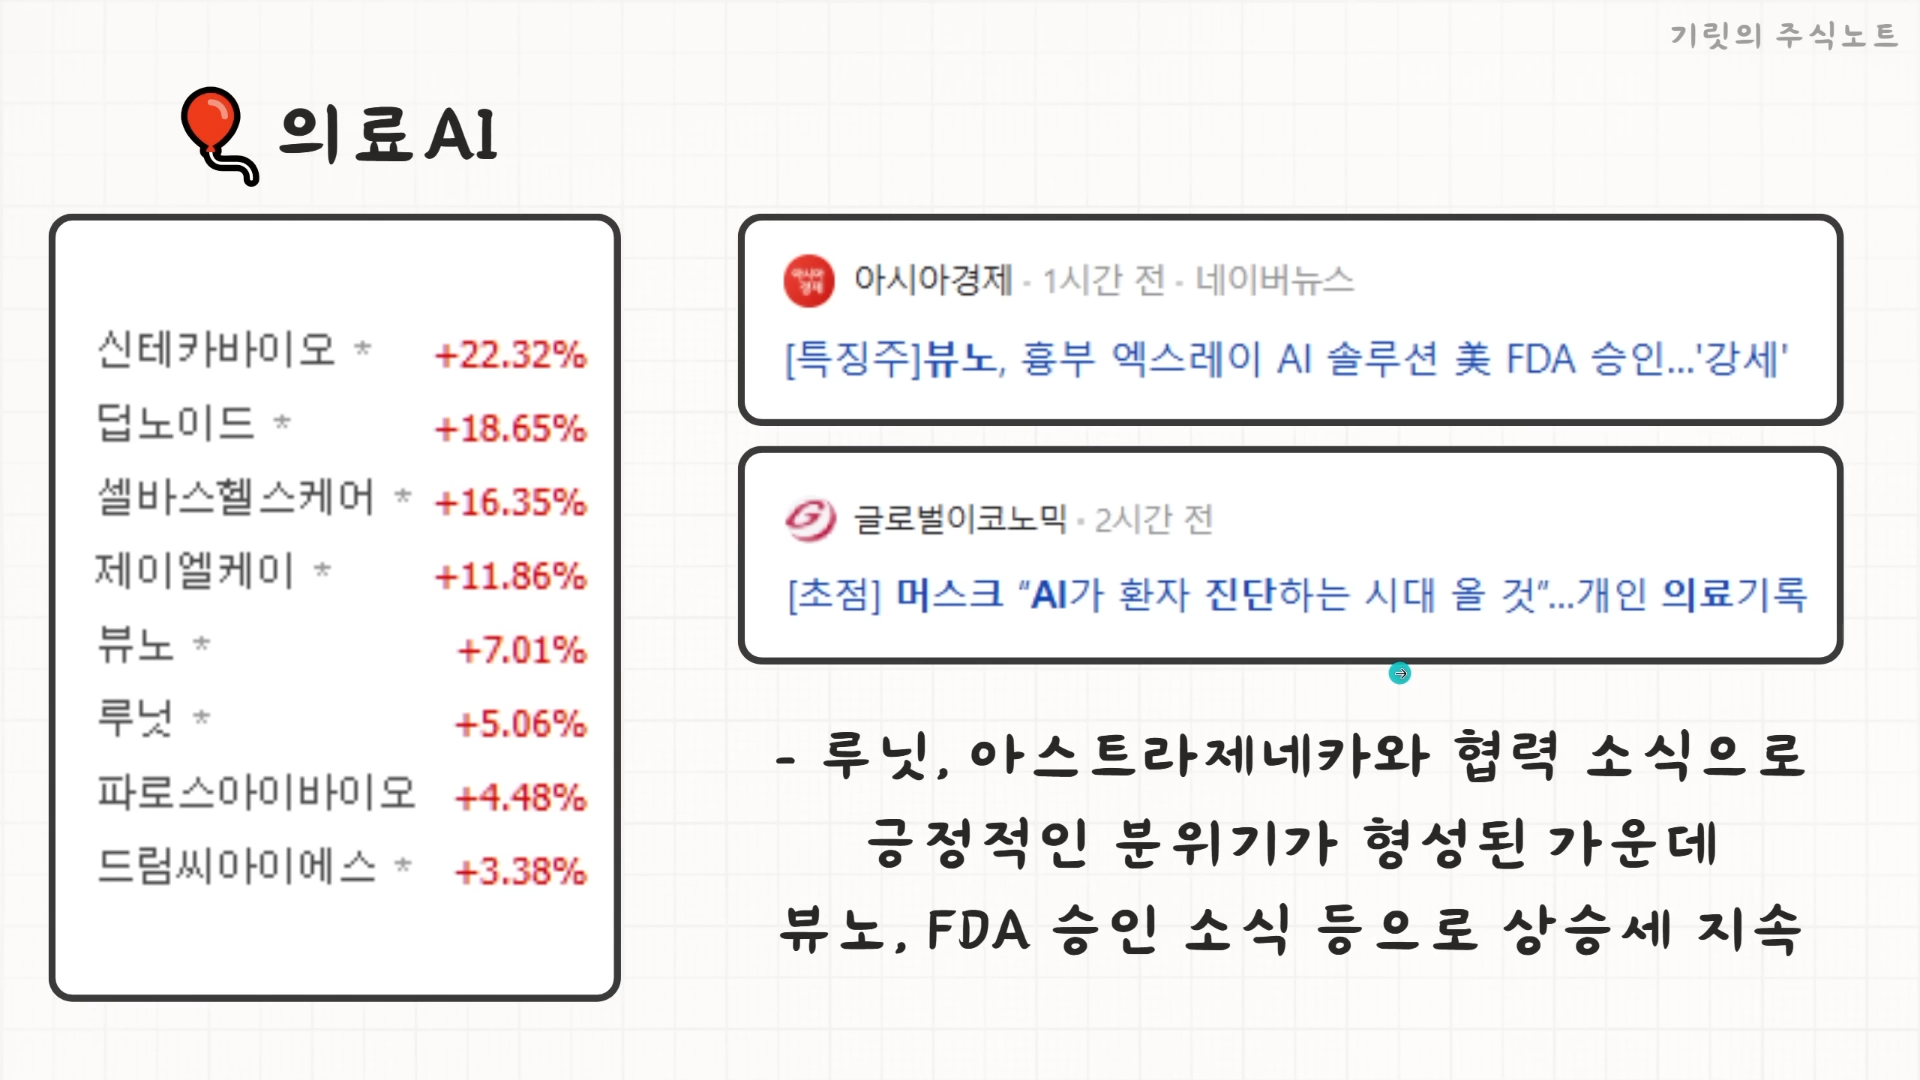 기릿의 주식노트
의료AI
신테카바이오 * +22.32%
딥노이드 * +18.65%
셀바스헬스케어 * +16.35%
제이엘케이 * +11.86%
뷰노 * +7.01%
루닛 * +5.06%
파로스아이바이오 +4.48%
드림씨아이에스 * +3.38%
아시아경제
아시아경제 · 1시간 전 · 네이버뉴스
[특징주]뷰노, 흉부 엑스레이 AI 솔루션 美 FDA 승인...'강세'
G
글로벌이코노믹 · 2시간 전
[초점] 머스크 “AI가 환자 진단하는 시대 올 것”...개인 의료기록
- 루닛, 아스트라제네카와 협력 소식으로
긍정적인 분위기가 형성된 가운데
뷰노, FDA 승인 소식 등으로 상승세 지속